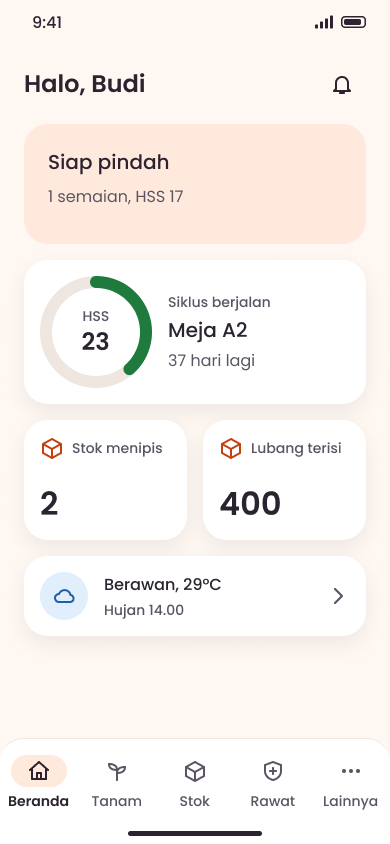 9:41
Halo, Budi
Siap pindah
1 semaian, HSS 17
HSS
23
Siklus berjalan
Meja A2
37 hari lagi
Stok menipis
2
Lubang terisi
400
Berawan, 29°C
Hujan 14.00
Beranda
Tanam
Stok
Rawat
Lainnya